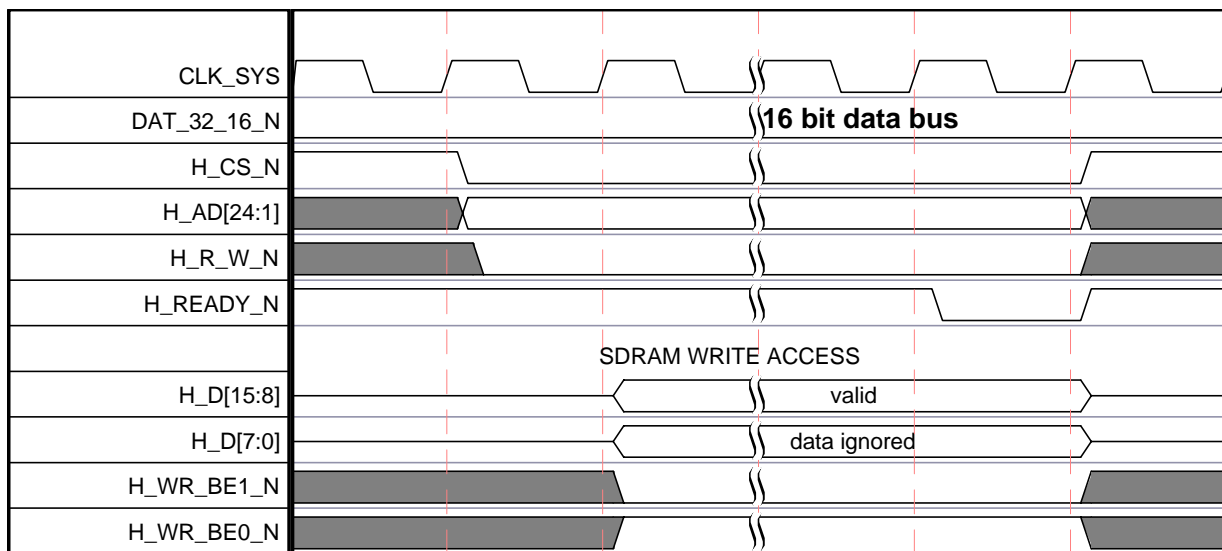 CLK_SYS
DAT_32_16_N
16 bit data bus
H_CS_N
H_AD[24:1]
H_R_W_N
H_READY_N
SDRAM WRITE ACCESS
H_D[15:8]
valid
H_D[7:0]
data ignored
H_WR_BE1_N
H_WR_BE0_N